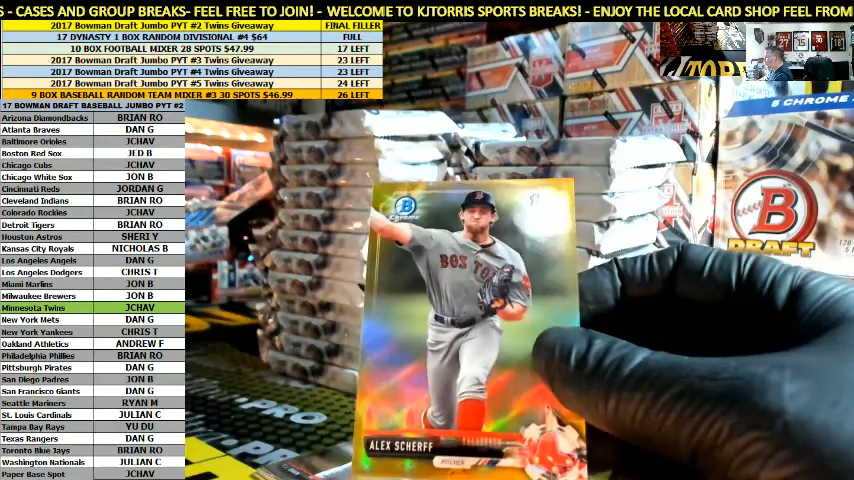 S - CASES AND GROUP BREAKS- FEEL FREE TO JOIN! - WELCOME TO KJTORRIS SPORTS BREAKS! - ENJOY THE LOCAL CARD SHOP FEEL FROM
2017 Bowman Draft Jumbo PYT #2 Twins Giveaway FINAL FILLER
17 DYNASTY 1 BOX RANDOM DIVISIONAL #4 $64 FULL
10 BOX FOOTBALL MIXER 28 SPOTS $47.99 17 LEFT
2017 Bowman Draft Jumbo PYT #3 Twins Giveaway 23 LEFT
2017 Bowman Draft Jumbo PYT #4 Twins Giveaway 23 LEFT
2017 Bowman Draft Jumbo PYT #5 Twins Giveaway 24 LEFT
9 BOX BASEBALL RANDOM TEAM MIXER #3 30 SPOTS $46.99 26 LEFT
17 BOWMAN DRAFT BASEBALL JUMBO PYT #2
Arizona Diamondbacks BRIAN RO
Atlanta Braves DAN G
Baltimore Orioles JCHAV
Boston Red Sox JED B
Chicago Cubs JCHAV
Chicago White Sox JON B
Cincinnati Reds JORDAN G
Cleveland Indians BRIAN RO
Colorado Rockies JCHAV
Detroit Tigers BRIAN RO
Houston Astros SHERI Y
Kansas City Royals NICHOLAS B
Los Angeles Angels DAN G
Los Angeles Dodgers CHRIS T
Miami Marlins JON B
Milwaukee Brewers JON B
Minnesota Twins JCHAV
New York Mets DAN G
New York Yankees CHRIS T
Oakland Athletics ANDREW F
Philadelphia Phillies BRIAN RO
Pittsburgh Pirates DAN G
San Diego Padres JON B
San Francisco Giants DAN G
Seattle Mariners RYAN M
St. Louis Cardinals JULIAN C
Tampa Bay Rays YU DU
Texas Rangers DAN G
Toronto Blue Jays BRIAN RO
Washington Nationals JULIAN C
Paper Base Spot JCHAV
CHROME
BOSTON
ALEX SCHERFF
PITCHER
6 CHROME
B
DRAFT
PRO